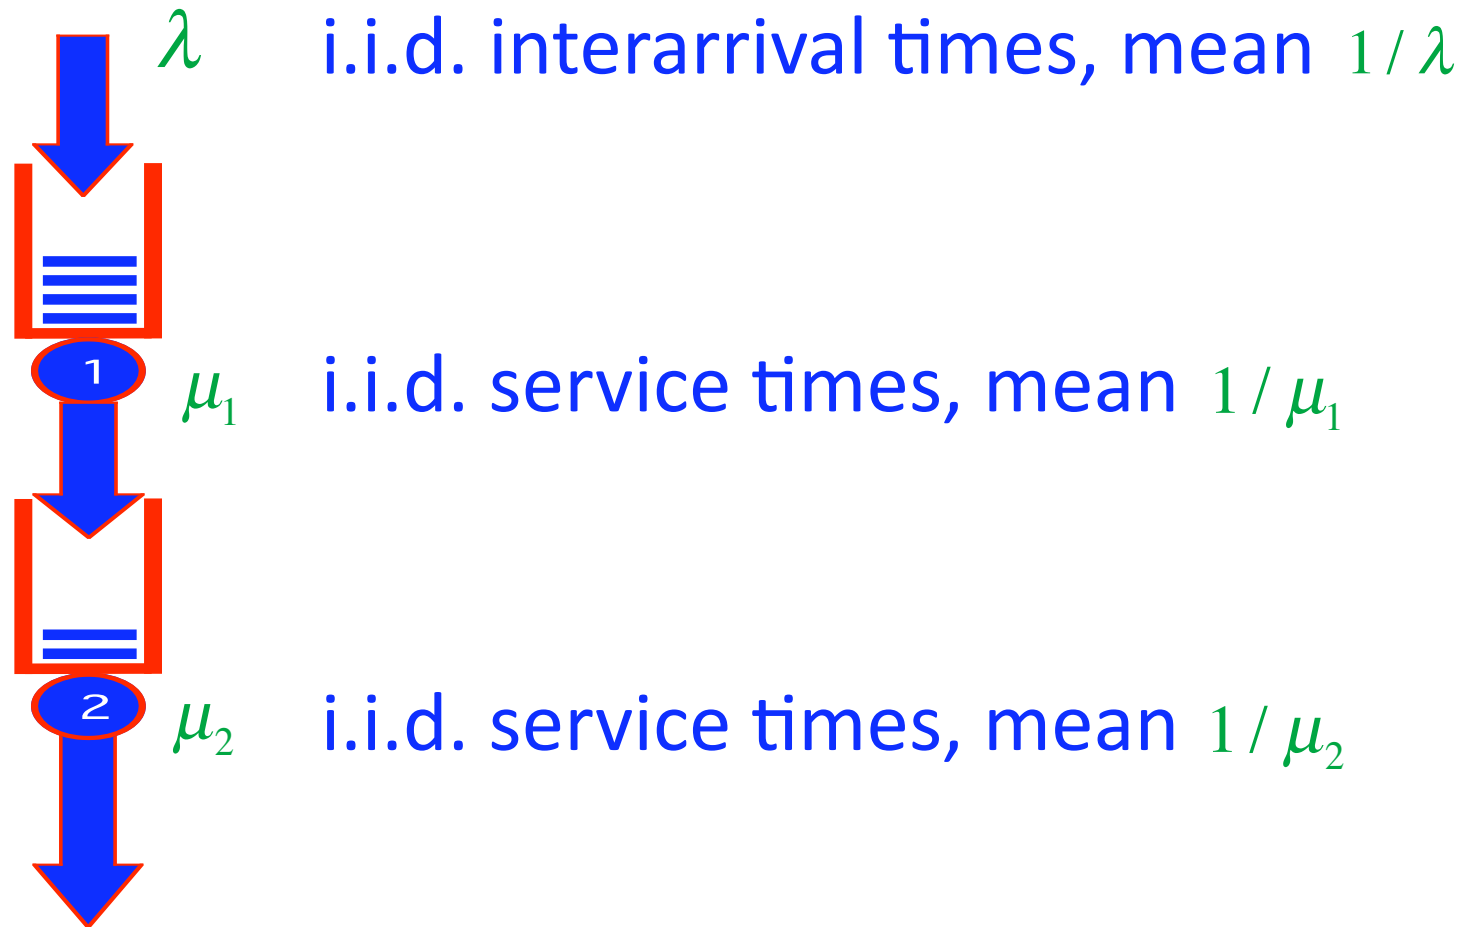 λ i.i.d. interarrival times, mean 1 / λ
1
μ₁ i.i.d. service times, mean 1 / μ₁
2
μ₂ i.i.d. service times, mean 1 / μ₂